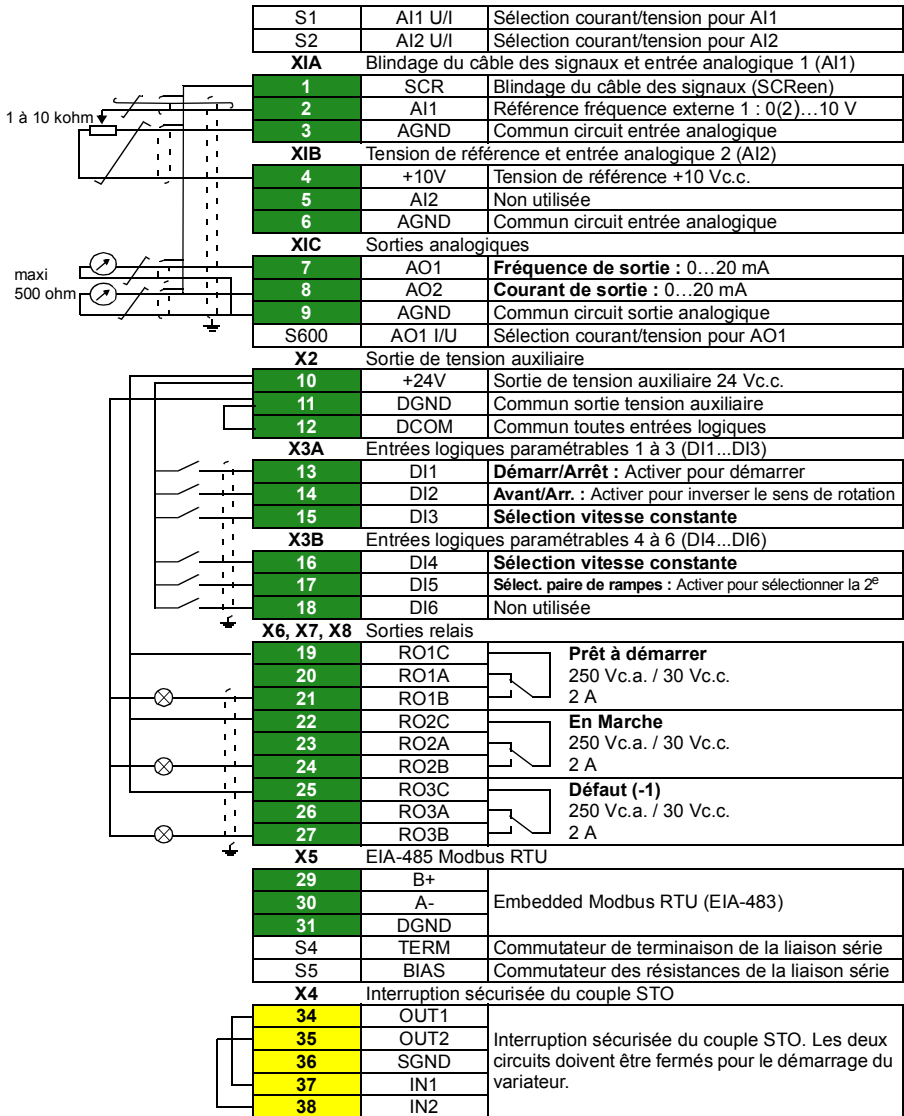 S1 AI1 U/I Sélection courant/tension pour AI1
S2 AI2 U/I Sélection courant/tension pour AI2
XIA Blindage du câble des signaux et entrée analogique 1 (AI1)
1 SCR Blindage du câble des signaux (SCReen)
1 à 10 kohm
2 AI1 Référence fréquence externe 1 : 0(2)…10 V
3 AGND Commun circuit entrée analogique
XIB Tension de référence et entrée analogique 2 (AI2)
4 +10V Tension de référence +10 Vc.c.
5 AI2 Non utilisée
6 AGND Commun circuit entrée analogique
XIC Sorties analogiques
7 AO1 Fréquence de sortie : 0…20 mA
maxi
500 ohm
8 AO2 Courant de sortie : 0…20 mA
9 AGND Commun circuit sortie analogique
S600 AO1 I/U Sélection courant/tension pour AO1
X2 Sortie de tension auxiliaire
10 +24V Sortie de tension auxiliaire 24 Vc.c.
11 DGND Commun sortie tension auxiliaire
12 DCOM Commun toutes entrées logiques
X3A Entrées logiques paramétrables 1 à 3 (DI1...DI3)
13 DI1 Démarr/Arrêt : Activer pour démarrer
14 DI2 Avant/Arr. : Activer pour inverser le sens de rotation
15 DI3 Sélection vitesse constante
X3B Entrées logiques paramétrables 4 à 6 (DI4...DI6)
16 DI4 Sélection vitesse constante
17 DI5 Sélect. paire de rampes : Activer pour sélectionner la 2e
18 DI6 Non utilisée
X6, X7, X8 Sorties relais
19 RO1C Prêt à démarrer
20 RO1A 250 Vc.a. / 30 Vc.c.
21 RO1B 2 A
22 RO2C En Marche
23 RO2A 250 Vc.a. / 30 Vc.c.
24 RO2B 2 A
25 RO3C Défaut (-1)
26 RO3A 250 Vc.a. / 30 Vc.c.
27 RO3B 2 A
X5 EIA-485 Modbus RTU
29 B+
30 A- Embedded Modbus RTU (EIA-483)
31 DGND
S4 TERM Commutateur de terminaison de la liaison série
S5 BIAS Commutateur des résistances de la liaison série
X4 Interruption sécurisée du couple STO
34 OUT1
35 OUT2 Interruption sécurisée du couple STO. Les deux
36 SGND circuits doivent être fermés pour le démarrage du
37 IN1 variateur.
38 IN2